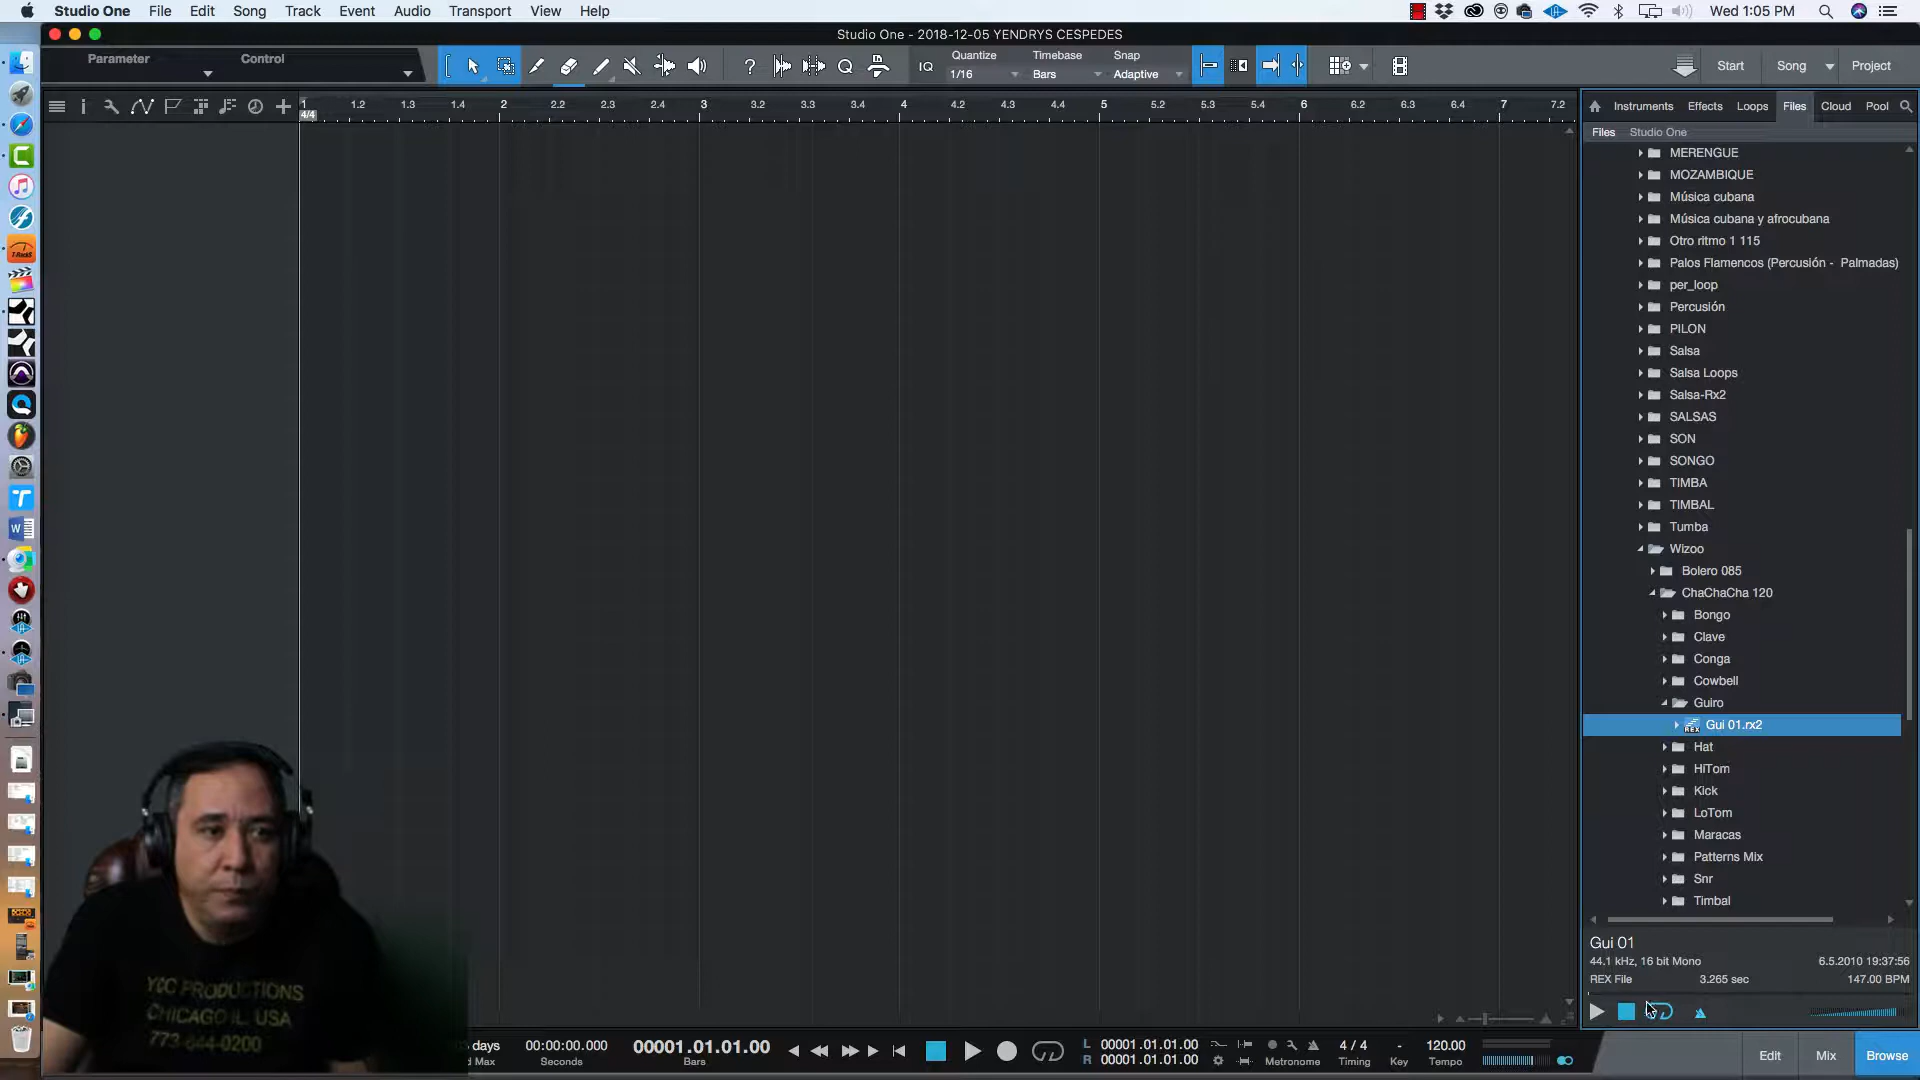 Studio One File Edit Song Track Event Audio Transport View Help
Wed 1:05 PM
Studio One - 2018-12-05 YENDRYS CESPEDES
Parameter Control
Quantize Timebase Snap
IQ 1/16 Bars Adaptive
Start Song Project
1 1.2 1.3 1.4 2 2.2 2.3 2.4 3 3.2 3.3 3.4 4 4.2 4.3 4.4 5 5.2 5.3 5.4 6 6.2 6.3 6.4 7 7.2
4/4
Instruments Effects Loops Files Cloud Pool
Files Studio One
MERENGUE
MOZAMBIQUE
Música cubana
Música cubana y afrocubana
Otro ritmo 1 115
Palos Flamencos (Percusión - Palmadas)
per_loop
Percusión
PILON
Salsa
Salsa Loops
Salsa-Rx2
SALSAS
SON
SONGO
TIMBA
TIMBAL
Tumba
Wizoo
Bolero 085
ChaChaCha 120
Bongo
Clave
Conga
Cowbell
Guiro
REX Gui 01.rx2
Hat
HiTom
Kick
LoTom
Maracas
Patterns Mix
Snr
Timbal
Gui 01
44.1 kHz, 16 bit Mono 6.5.2010 19:37:56
REX File 3.265 sec 147.00 BPM
Y&C PRODUCTIONS
CHICAGO IL. USA
773-644-0200
days 00:00:00.000 00001.01.01.00 L 00001.01.01.00 4/4 - 120.00
d Max Seconds Bars R 00001.01.01.00 Metronome Timing Key Tempo
Edit Mix Browse